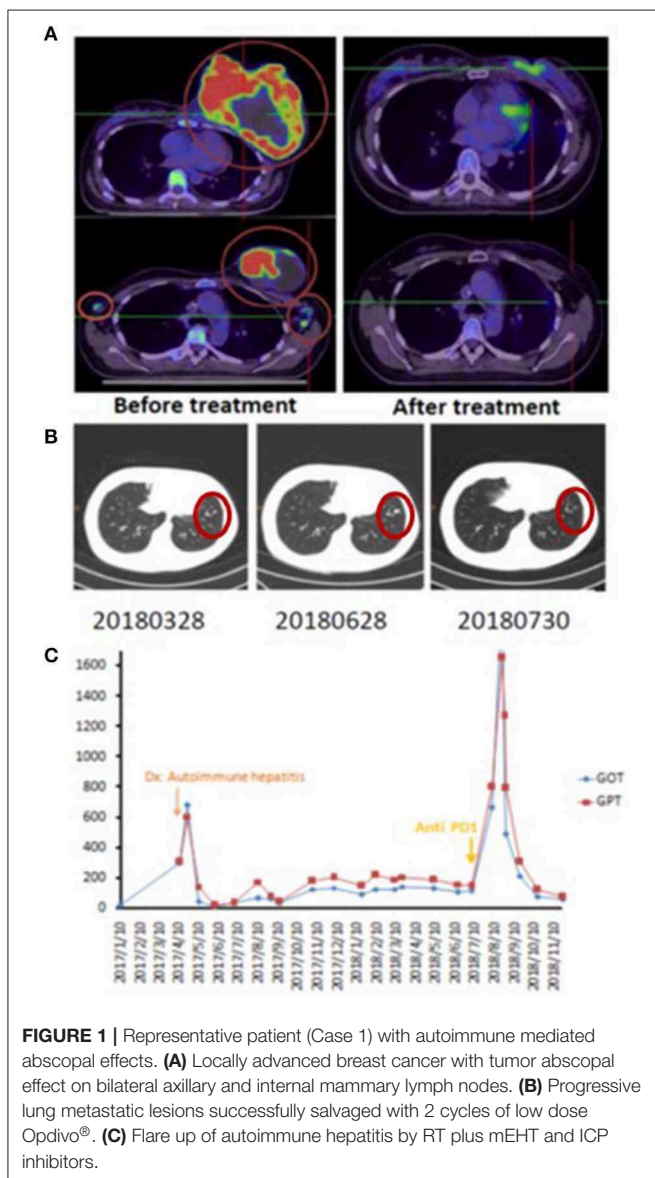 A
Before treatment
After treatment
B
20180328
20180628
20180730
C
1600
1400
1200
1000
800
600
400
200
0
Dx: Autoimmune hepatitis
Anti PD1
GOT
GPT
2017/1/10
2017/2/10
2017/3/10
2017/4/10
2017/5/10
2017/6/10
2017/7/10
2017/8/10
2017/9/10
2017/10/10
2017/11/10
2017/12/10
2018/1/10
2018/2/10
2018/3/10
2018/4/10
2018/5/10
2018/6/10
2018/7/10
2018/8/10
2018/9/10
2018/10/10
2018/11/10
FIGURE 1 | Representative patient (Case 1) with autoimmune mediated
abscopal effects. (A) Locally advanced breast cancer with tumor abscopal
effect on bilateral axillary and internal mammary lymph nodes. (B) Progressive
lung metastatic lesions successfully salvaged with 2 cycles of low dose
Opdivo®. (C) Flare up of autoimmune hepatitis by RT plus mEHT and ICP
inhibitors.